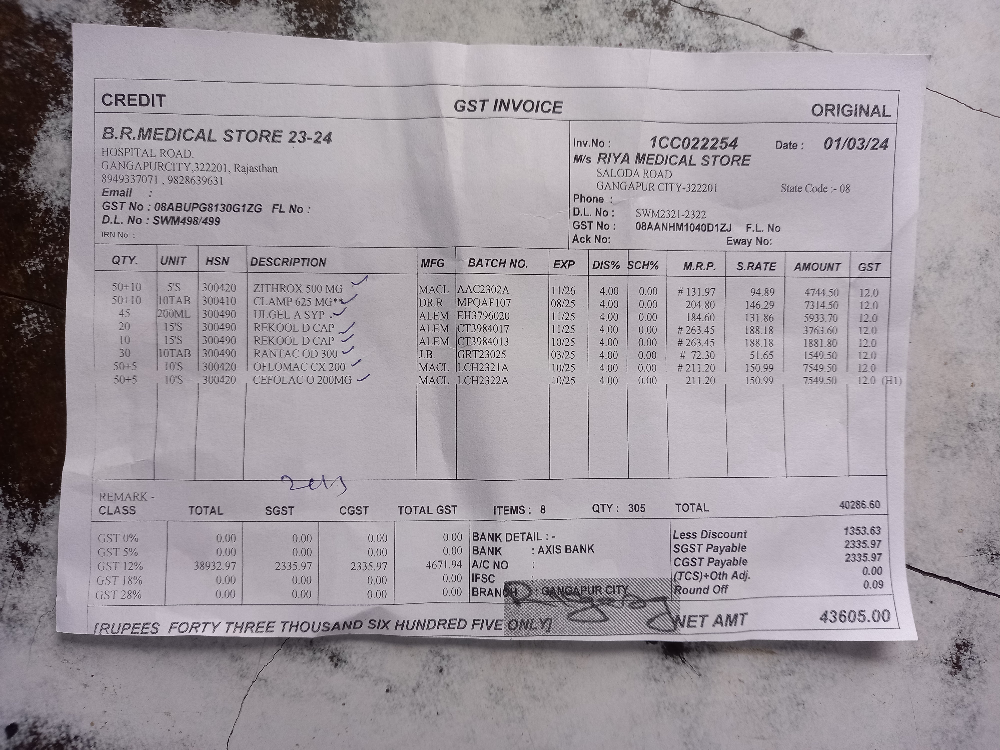 CREDIT GST INVOICE ORIGINAL
B.R.MEDICAL STORE 23-24
HOSPITAL ROAD.
GANGAPURCITY,322201, Rajasthan
8949337071 , 9828639631
Email :
GST No : 08ABUPG8130G1ZG FL No :
D.L. No : SWM498/499
IRN No :
Inv.No : 1CC022254 Date : 01/03/24
M/s RIYA MEDICAL STORE
SALODA ROAD
GANGAPUR CITY-322201 State Code :- 08
Phone :
D.L. No : SWM2321-2322
GST No : 08AANHM1040D1ZJ F.L. No
Ack No: Eway No:
QTY. UNIT HSN DESCRIPTION MFG BATCH NO. EXP DIS% SCH% M.R.P. S.RATE AMOUNT GST
50+10 5'S 300420 ZITHROX 500 MG MACL AAC2302A 11/26 4.00 0.00 # 131.97 94.89 4744.50 12.0
50+10 10TAB 300410 CLAMP 625 MG** DR.R MPQAF107 08/25 4.00 0.00 204.80 146.29 7314.50 12.0
45 200ML 300490 ULGEL A SYP . ALEM EH3796020 11/25 4.00 0.00 184.60 131.86 5933.70 12.0
20 15'S 300490 REKOOL D CAP ALEM CT3984017 11/25 4.00 0.00 # 263.45 188.18 3763.60 12.0
10 15'S 300490 REKOOL D CAP ALEM CT3984013 10/25 4.00 0.00 # 263.45 188.18 1881.80 12.0
30 10TAB 300490 RANTAC OD 300 J.B GRT23025 03/25 4.00 0.00 # 72.30 51.65 1549.50 12.0
50+5 10'S 300420 OFLOMAC CX 200 MACL LCH2321A 10/25 4.00 0.00 # 211.20 150.99 7549.50 12.0
50+5 10'S 300420 CEFOLAC O 200MG MACL LCH2322A 10/25 4.00 0.00 211.20 150.99 7549.50 12.0 (H1)
REMARK -
CLASS TOTAL SGST CGST TOTAL GST ITEMS : 8 QTY : 305 TOTAL 40286.60
GST 0% 0.00 0.00 0.00 0.00
GST 5% 0.00 0.00 0.00 0.00
GST 12% 38932.97 2335.97 2335.97 4671.94
GST 18% 0.00 0.00 0.00 0.00
GST 28% 0.00 0.00 0.00 0.00
BANK DETAIL : -
BANK : AXIS BANK
A/C NO :
IFSC
BRANCH : GANGAPUR CITY
Less Discount 1353.63
SGST Payable 2335.97
CGST Payable 2335.97
(TCS)+Oth Adj. 0.00
Round Off 0.09
[RUPEES FORTY THREE THOUSAND SIX HUNDRED FIVE ONLY] NET AMT 43605.00